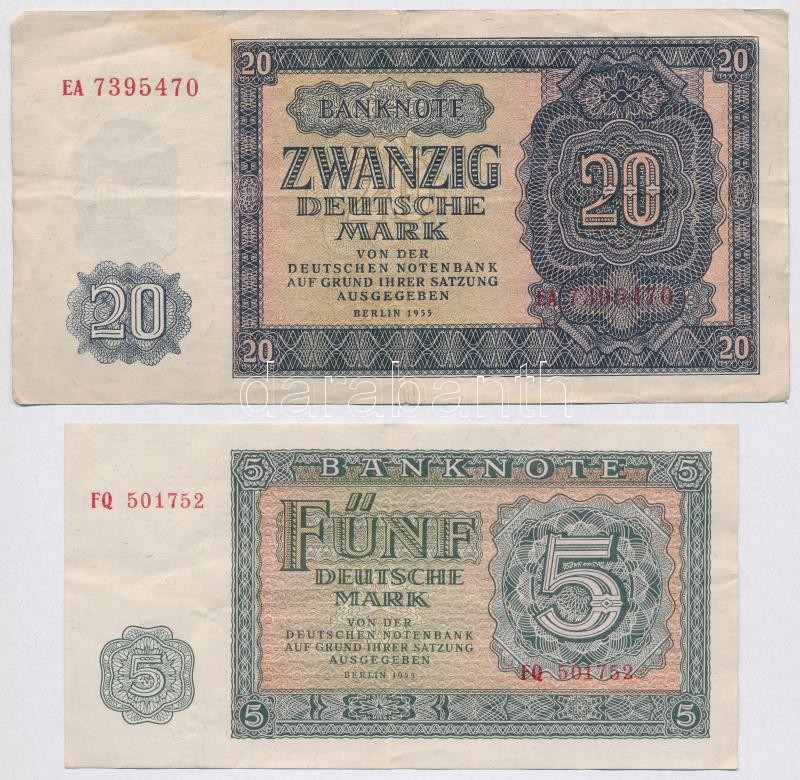 20 20
EA 7395470
BANKNOTE
ZWANZIG
DEUTSCHE
MARK
20
VON DER
DEUTSCHEN NOTENBANK
AUF GRUND IHRER SATZUNG
AUSGEGEBEN
BERLIN 1955
EA 7395470
20
20 20
darabanth
5 BANKNOTE 5
FQ 501752
FÜNF
DEUTSCHE
MARK
5
VON DER
DEUTSCHEN NOTENBANK
AUF GRUND IHRER SATZUNG
AUSGEGEBEN
BERLIN 1955
FQ 501752
5
5 5